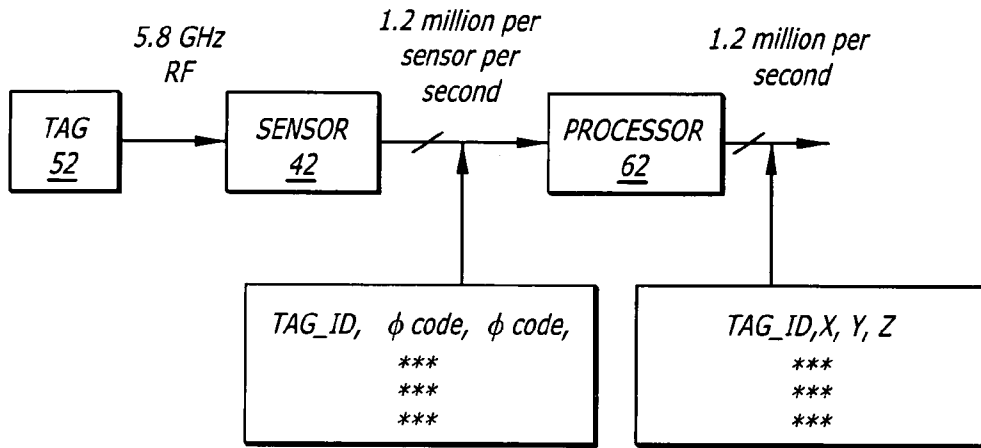 5.8 GHz
RF
1.2 million per
sensor per
second
1.2 million per
second
TAG
52
SENSOR
42
PROCESSOR
62
TAG_ID, ϕ code, ϕ code,
***
***
***
TAG_ID,X, Y, Z
***
***
***